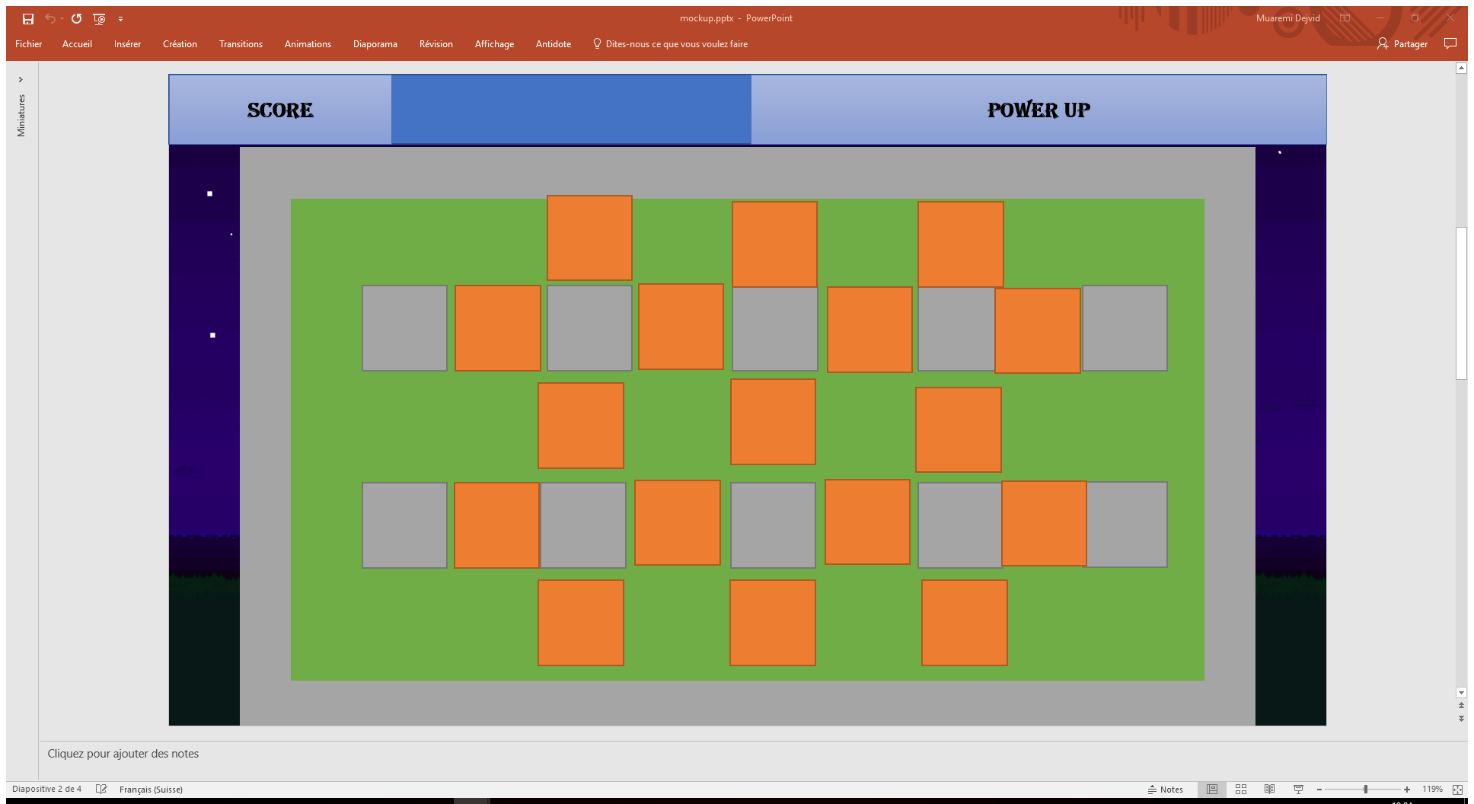 mockup.pptx - PowerPoint
Muaremi Dejvid
Fichier Accueil Insérer Création Transitions Animations Diaporama Révision Affichage Antidote Dites-nous ce que vous voulez faire
Partager
Miniatures
SCORE
POWER UP
Cliquez pour ajouter des notes
Diapositive 2 de 4 Français (Suisse)
Notes
119%